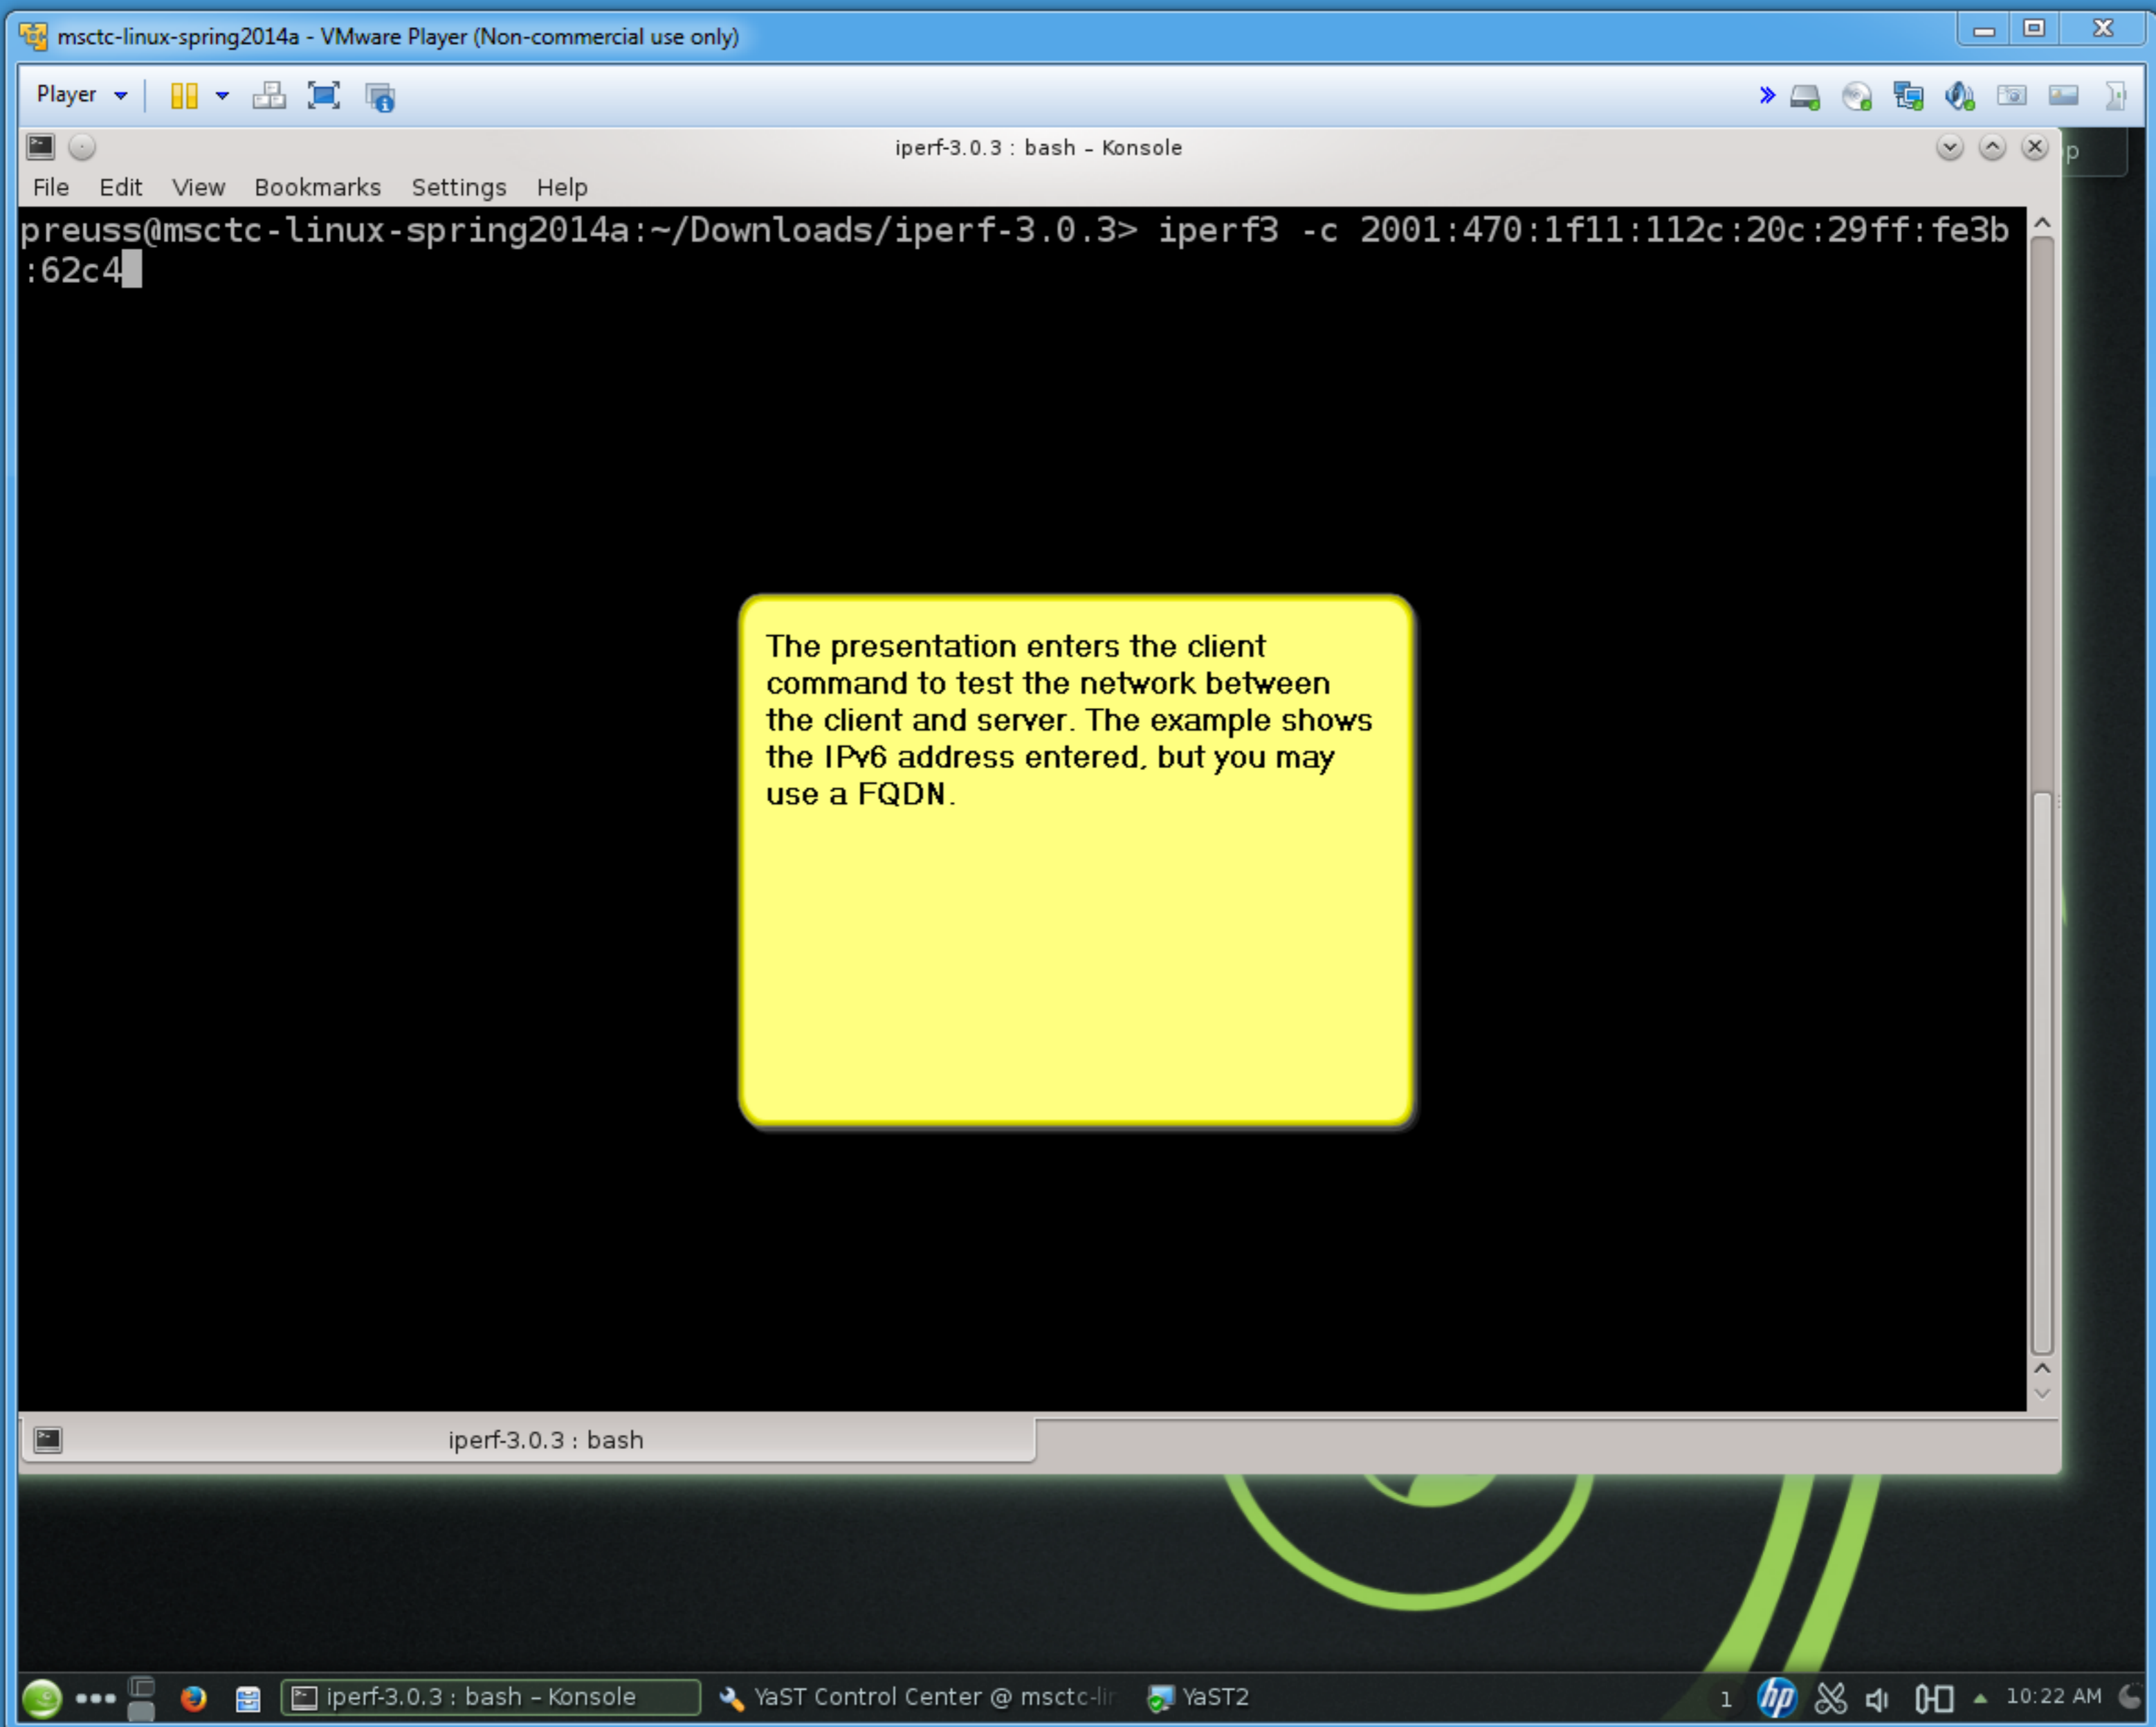 msctc-linux-spring2014a - VMware Player (Non-commercial use only)
Player
iperf-3.0.3 : bash – Konsole
p
File Edit View Bookmarks Settings Help
preuss@msctc-linux-spring2014a:~/Downloads/iperf-3.0.3> iperf3 -c 2001:470:1f11:112c:20c:29ff:fe3b
:62c4
The presentation enters the client
command to test the network between
the client and server. The example shows
the IPv6 address entered, but you may
use a FQDN.
iperf-3.0.3 : bash
iperf-3.0.3 : bash – Konsole YaST Control Center @ msctc-lin YaST2 1 hp 10:22 AM